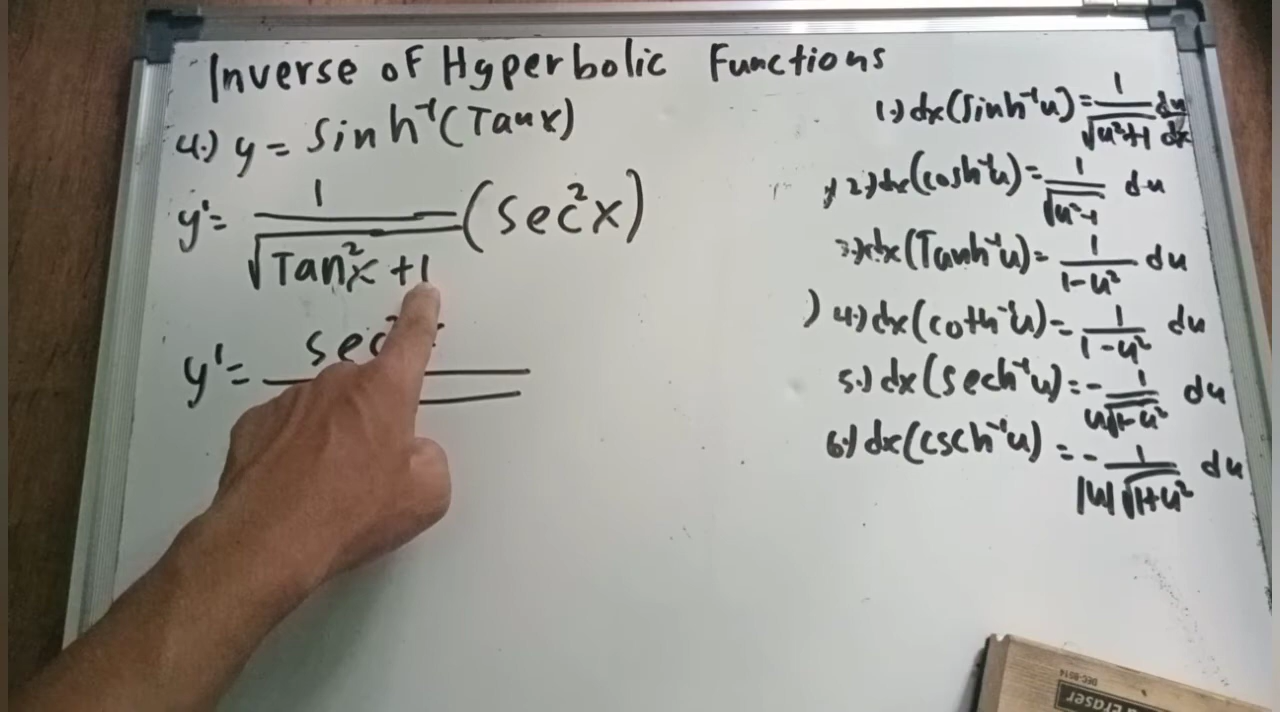 Inverse of Hyperbolic Functions
4.) y = sinh⁻¹(Tanx)
y' = 1/√(Tan²x + 1) (sec²x)
y' = sec²
1.) dx(sinh⁻¹u) = 1/√(u²+1) du/dx
2.) dx(cosh⁻¹u) = 1/√(u²-1) du
3.) dx(Tanh⁻¹u) = 1/(1-u²) du
) 4.) dx(coth⁻¹u) = 1/(1-u²) du
5.) dx(sech⁻¹u) = - 1/(u√(1-u²)) du
6.) dx(csch⁻¹u) = - 1/(|u|√(1+u²)) du
DEC-8014
Eraser